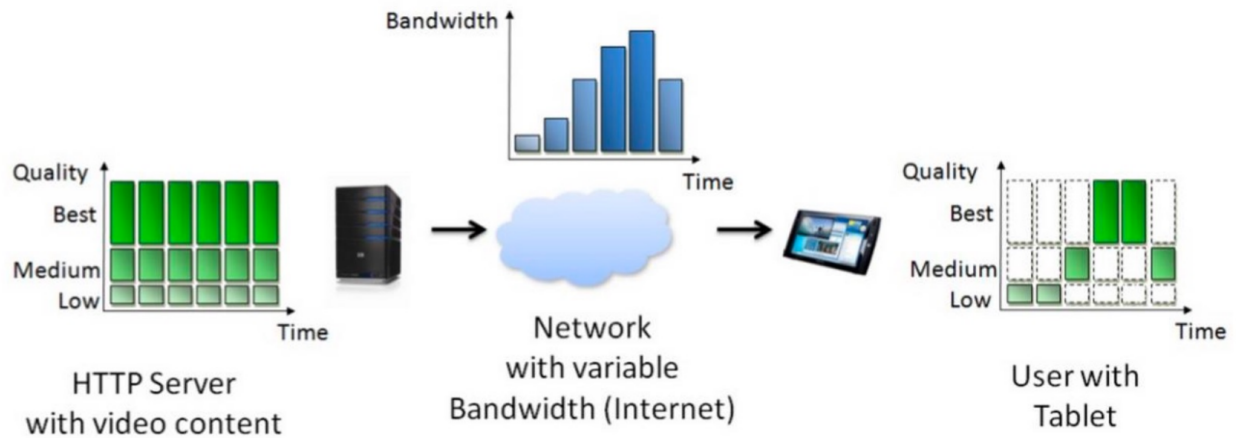 Bandwidth
Time
Quality
Best
Medium
Low
Time
HTTP Server
with video content
Network
with variable
Bandwidth (Internet)
Quality
Best
Medium
Low
Time
User with
Tablet